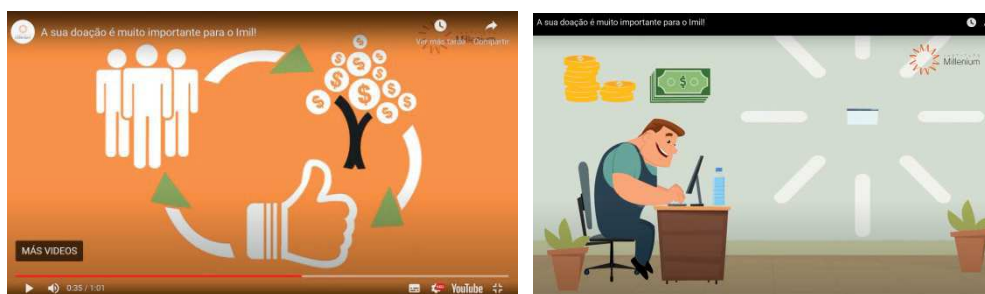 A sua doação é muito importante para o Imil!
Ver más tarde
Compartir
MÁS VIDEOS
0:35 / 1:01
YouTube
A sua doação é muito importante para o Imil!
Millenium